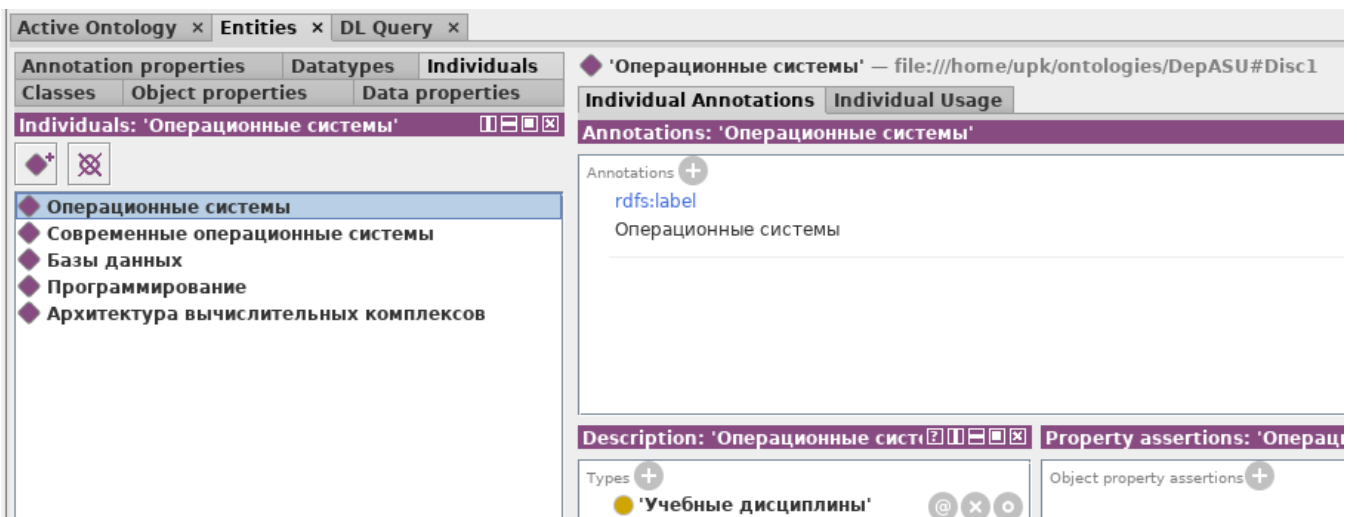 Active Ontology × Entities × DL Query ×
Annotation properties Datatypes Individuals
Classes Object properties Data properties
Individuals: 'Операционные системы'
Операционные системы
Современные операционные системы
Базы данных
Программирование
Архитектура вычислительных комплексов
'Операционные системы' — file:///home/upk/ontologies/DepASU#Disc1
Individual Annotations Individual Usage
Annotations: 'Операционные системы'
Annotations
rdfs:label
Операционные системы
Description: 'Операционные систе
Types
'Учебные дисциплины'
Property assertions: 'Операц
Object property assertions